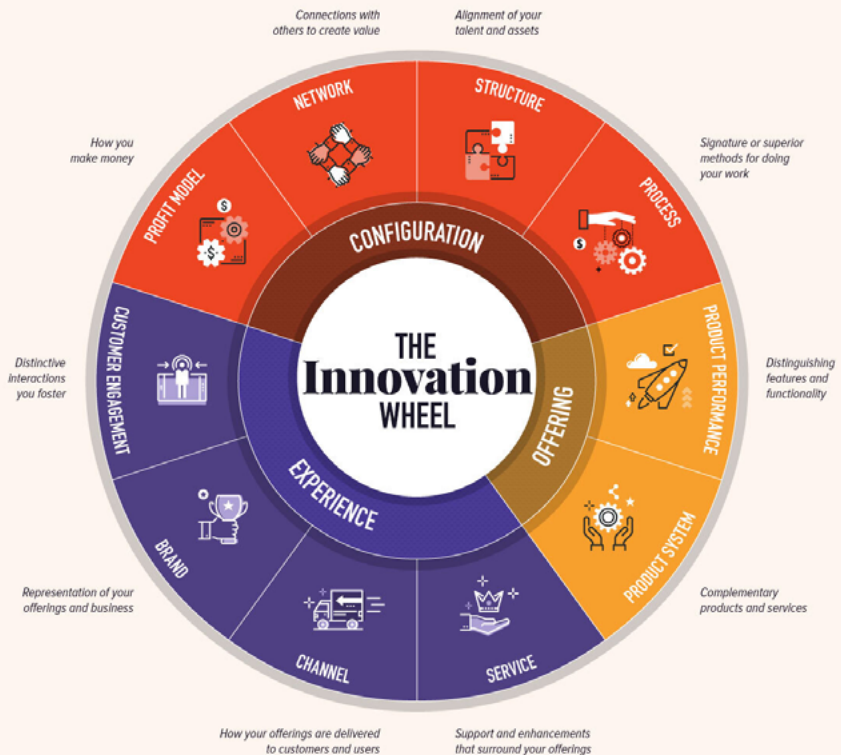 Connections with
others to create value
Alignment of your
talent and assets
NETWORK
STRUCTURE
How you
make money
Signature or superior
methods for doing
your work
PROFIT MODEL
PROCESS
$
$
$
CONFIGURATION
CUSTOMER ENGAGEMENT
PRODUCT PERFORMANCE
THE
Innovation
WHEEL
Distinctive
interactions
you foster
Distinguishing
features and
functionality
OFFERING
EXPERIENCE
BRAND
PRODUCT SYSTEM
Representation of your
offerings and business
Complementary
products and services
CHANNEL
SERVICE
How your offerings are delivered
to customers and users
Support and enhancements
that surround your offerings